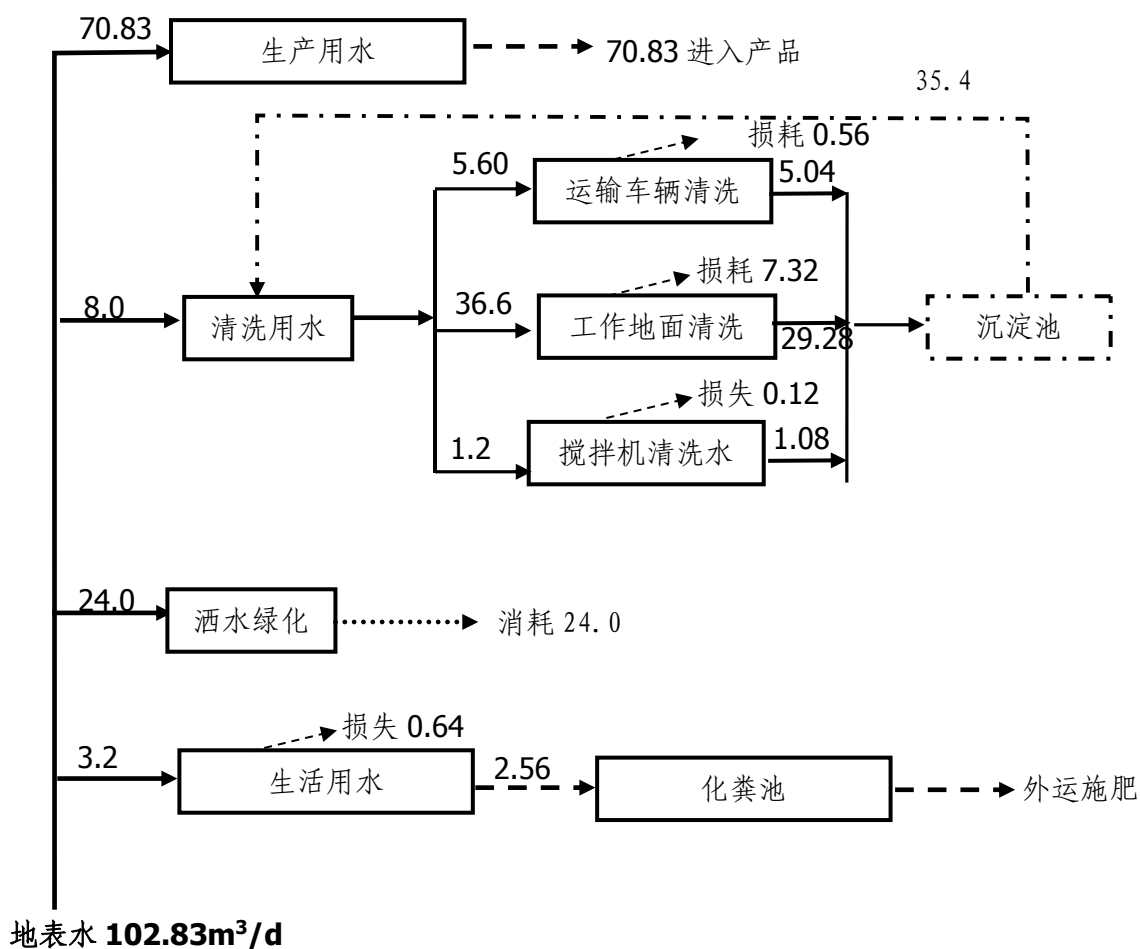 70.83
生产用水
70.83 进入产品
35.4
损耗 0.56
5.60
运输车辆清洗
5.04
损耗 7.32
8.0
清洗用水
36.6
工作地面清洗
29.28
沉淀池
损失 0.12
1.2
搅拌机清洗水
1.08
24.0
洒水绿化
消耗 24.0
损失 0.64
3.2
生活用水
2.56
化粪池
外运施肥
地表水 102.83m³/d